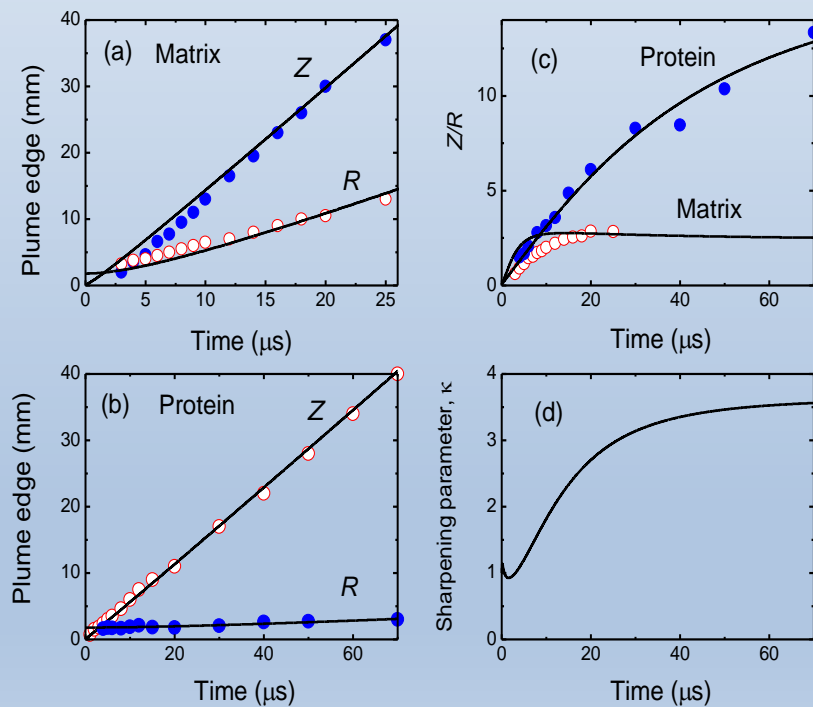 (a) Matrix
Z
R
Plume edge (mm)
0
10
20
30
40
0 5 10 15 20 25
Time (μs)
(c)
Protein
Matrix
Z/R
0
5
10
0 20 40 60
Time (μs)
(b) Protein
Z
R
Plume edge (mm)
0
10
20
30
40
0 20 40 60
Time (μs)
(d)
Sharpening parameter, κ
0
1
2
3
4
0 20 40 60
Time (μs)